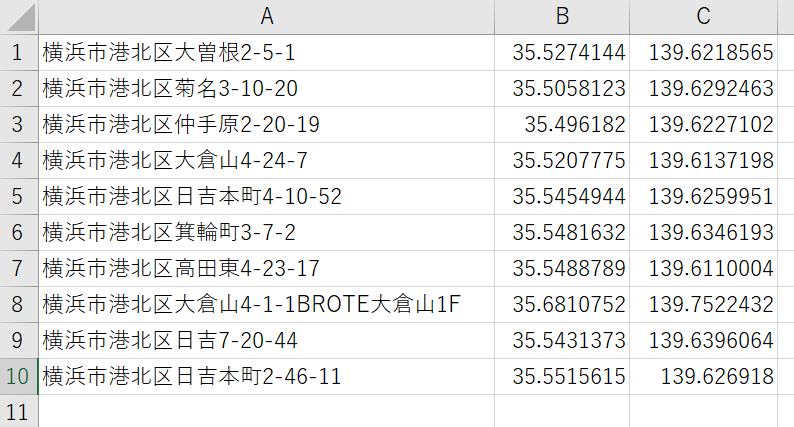 A B C
1 横浜市港北区大曽根2-5-1 35.5274144 139.6218565
2 横浜市港北区菊名3-10-20 35.5058123 139.6292463
3 横浜市港北区仲手原2-20-19 35.496182 139.6227102
4 横浜市港北区大倉山4-24-7 35.5207775 139.6137198
5 横浜市港北区日吉本町4-10-52 35.5454944 139.6259951
6 横浜市港北区箕輪町3-7-2 35.5481632 139.6346193
7 横浜市港北区高田東4-23-17 35.5488789 139.6110004
8 横浜市港北区大倉山4-1-1BROTE大倉山1F 35.6810752 139.7522432
9 横浜市港北区日吉7-20-44 35.5431373 139.6396064
10 横浜市港北区日吉本町2-46-11 35.5515615 139.626918
11